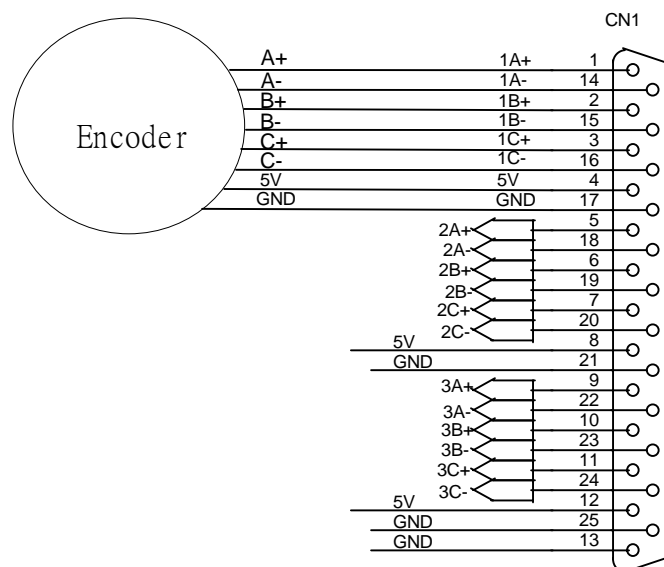 CN1
A+ 1A+ 1
A- 1A- 14
B+ 1B+ 2
B- 1B- 15
C+ 1C+ 3
C- 1C- 16
5V 5V 4
GND GND 17
Encoder
2A+ 5
2A- 18
2B+ 6
2B- 19
2C+ 7
2C- 20
5V 8
GND 21
3A+ 9
3A- 22
3B+ 10
3B- 23
3C+ 11
3C- 24
5V 12
GND 25
GND 13